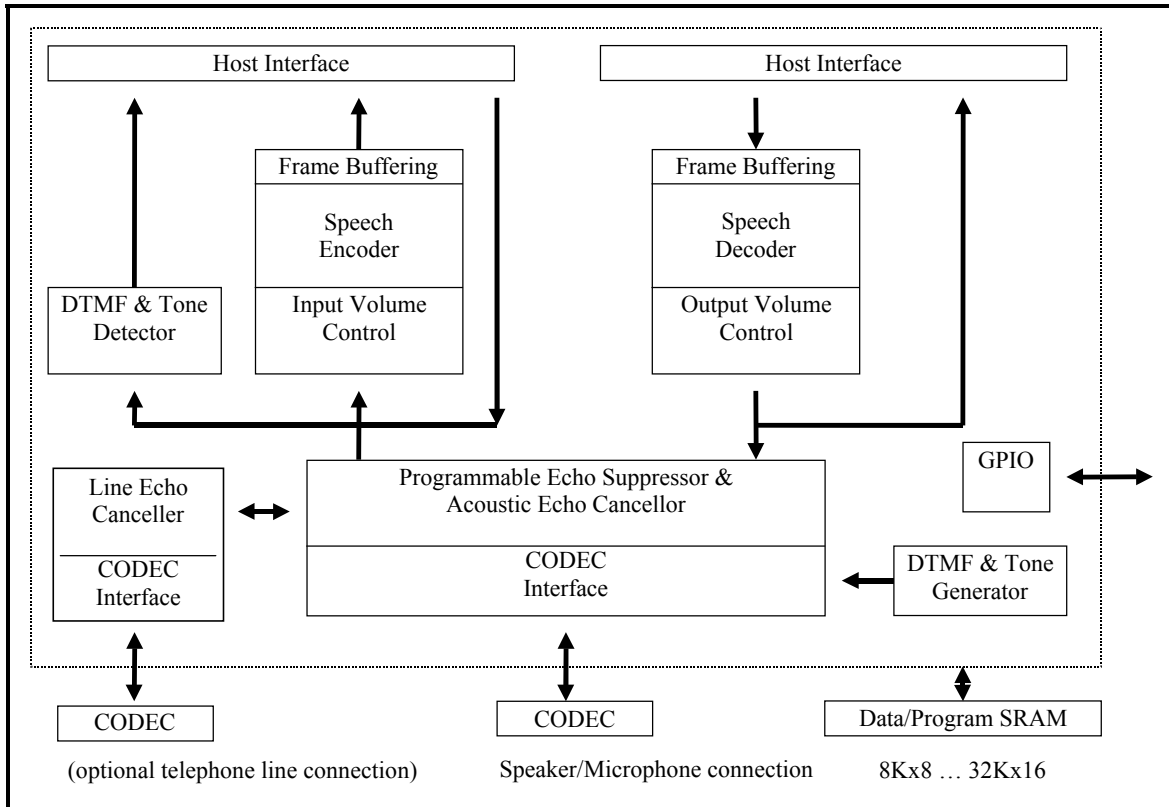 Host Interface
Host Interface
Frame Buffering
Speech
Encoder
Input Volume
Control
DTMF & Tone
Detector
Frame Buffering
Speech
Decoder
Output Volume
Control
Line Echo
Canceller
CODEC
Interface
Programmable Echo Suppressor &
Acoustic Echo Cancellor
CODEC
Interface
GPIO
DTMF & Tone
Generator
CODEC
CODEC
Data/Program SRAM
(optional telephone line connection)
Speaker/Microphone connection
8Kx8 … 32Kx16